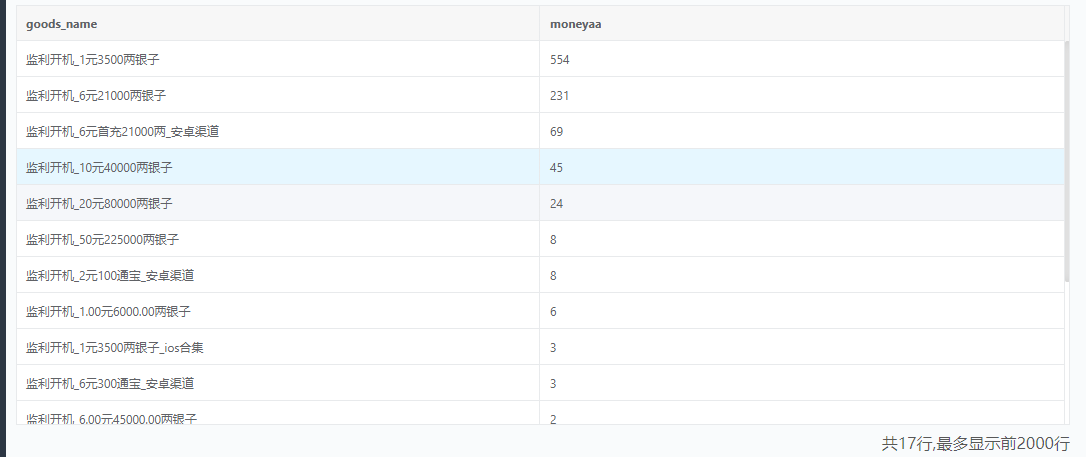 goods_name moneyaa
监利开机_1元3500两银子 554
监利开机_6元21000两银子 231
监利开机_6元首充21000两_安卓渠道 69
监利开机_10元40000两银子 45
监利开机_20元80000两银子 24
监利开机_50元225000两银子 8
监利开机_2元100通宝_安卓渠道 8
监利开机_1.00元6000.00两银子 6
监利开机_1元3500两银子_ios合集 3
监利开机_6元300通宝_安卓渠道 3
监利开机_6.00元45000.00两银子 2
共17行,最多显示前2000行